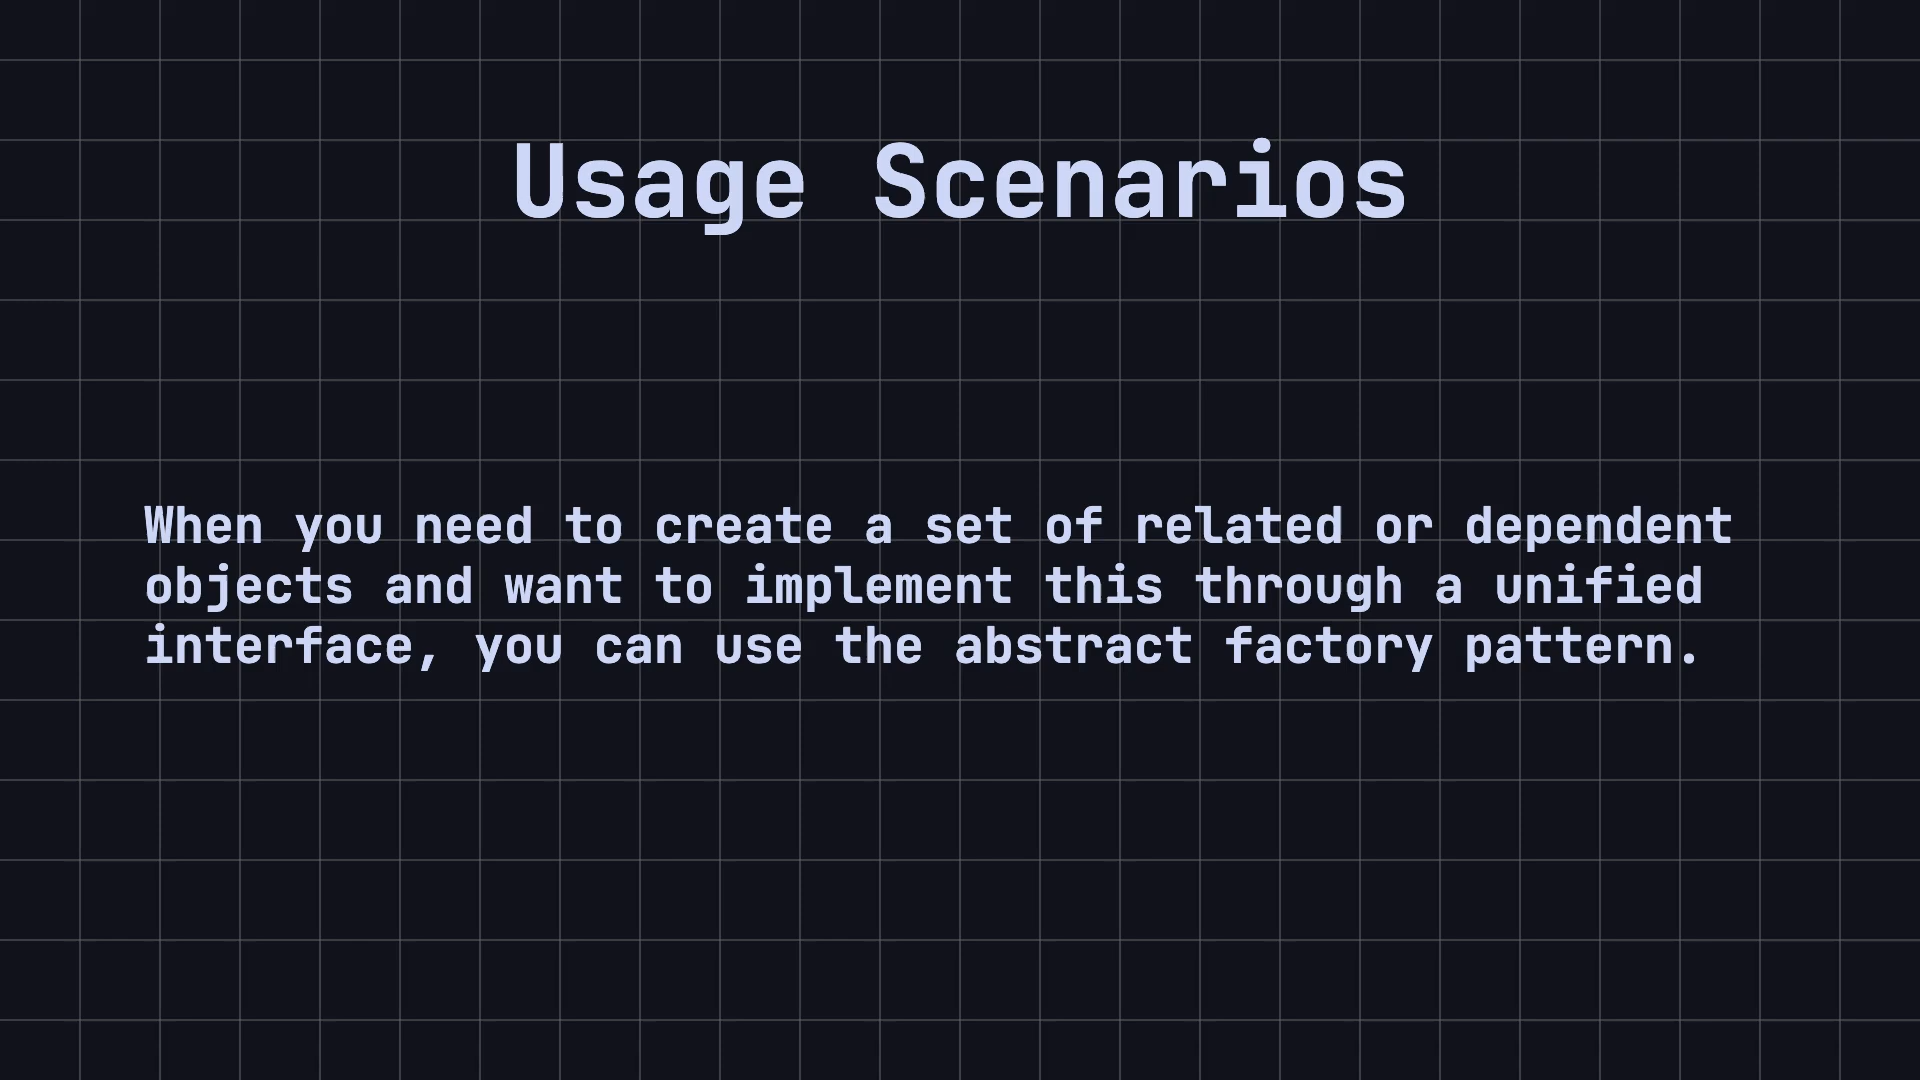 Usage Scenarios
When you need to create a set of related or dependent
objects and want to implement this through a unified
interface, you can use the abstract factory pattern.